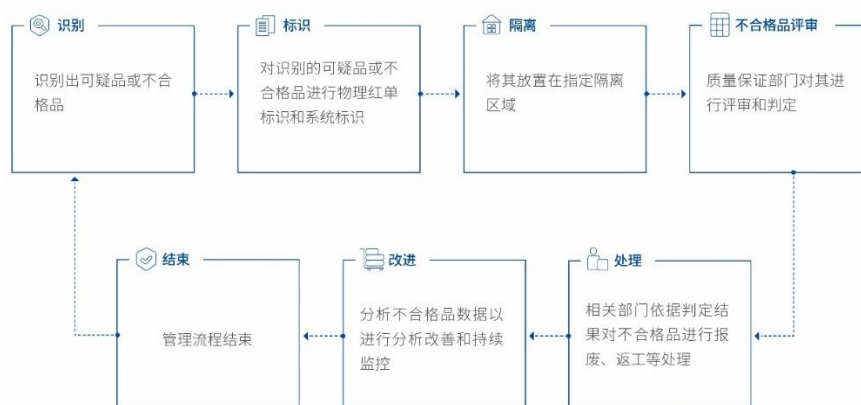 识别
识别出可疑品或不合
格品
标识
对识别的可疑品或不
合格品进行物理红单
标识和系统标识
隔离
将其放置在指定隔离
区域
不合格品评审
质量保证部门对其进
行评审和判定
结束
管理流程结束
改进
分析不合格品数据以
进行分析改善和持续
监控
处理
相关部门依据判定结
果对不合格品进行报
废、返工等处理